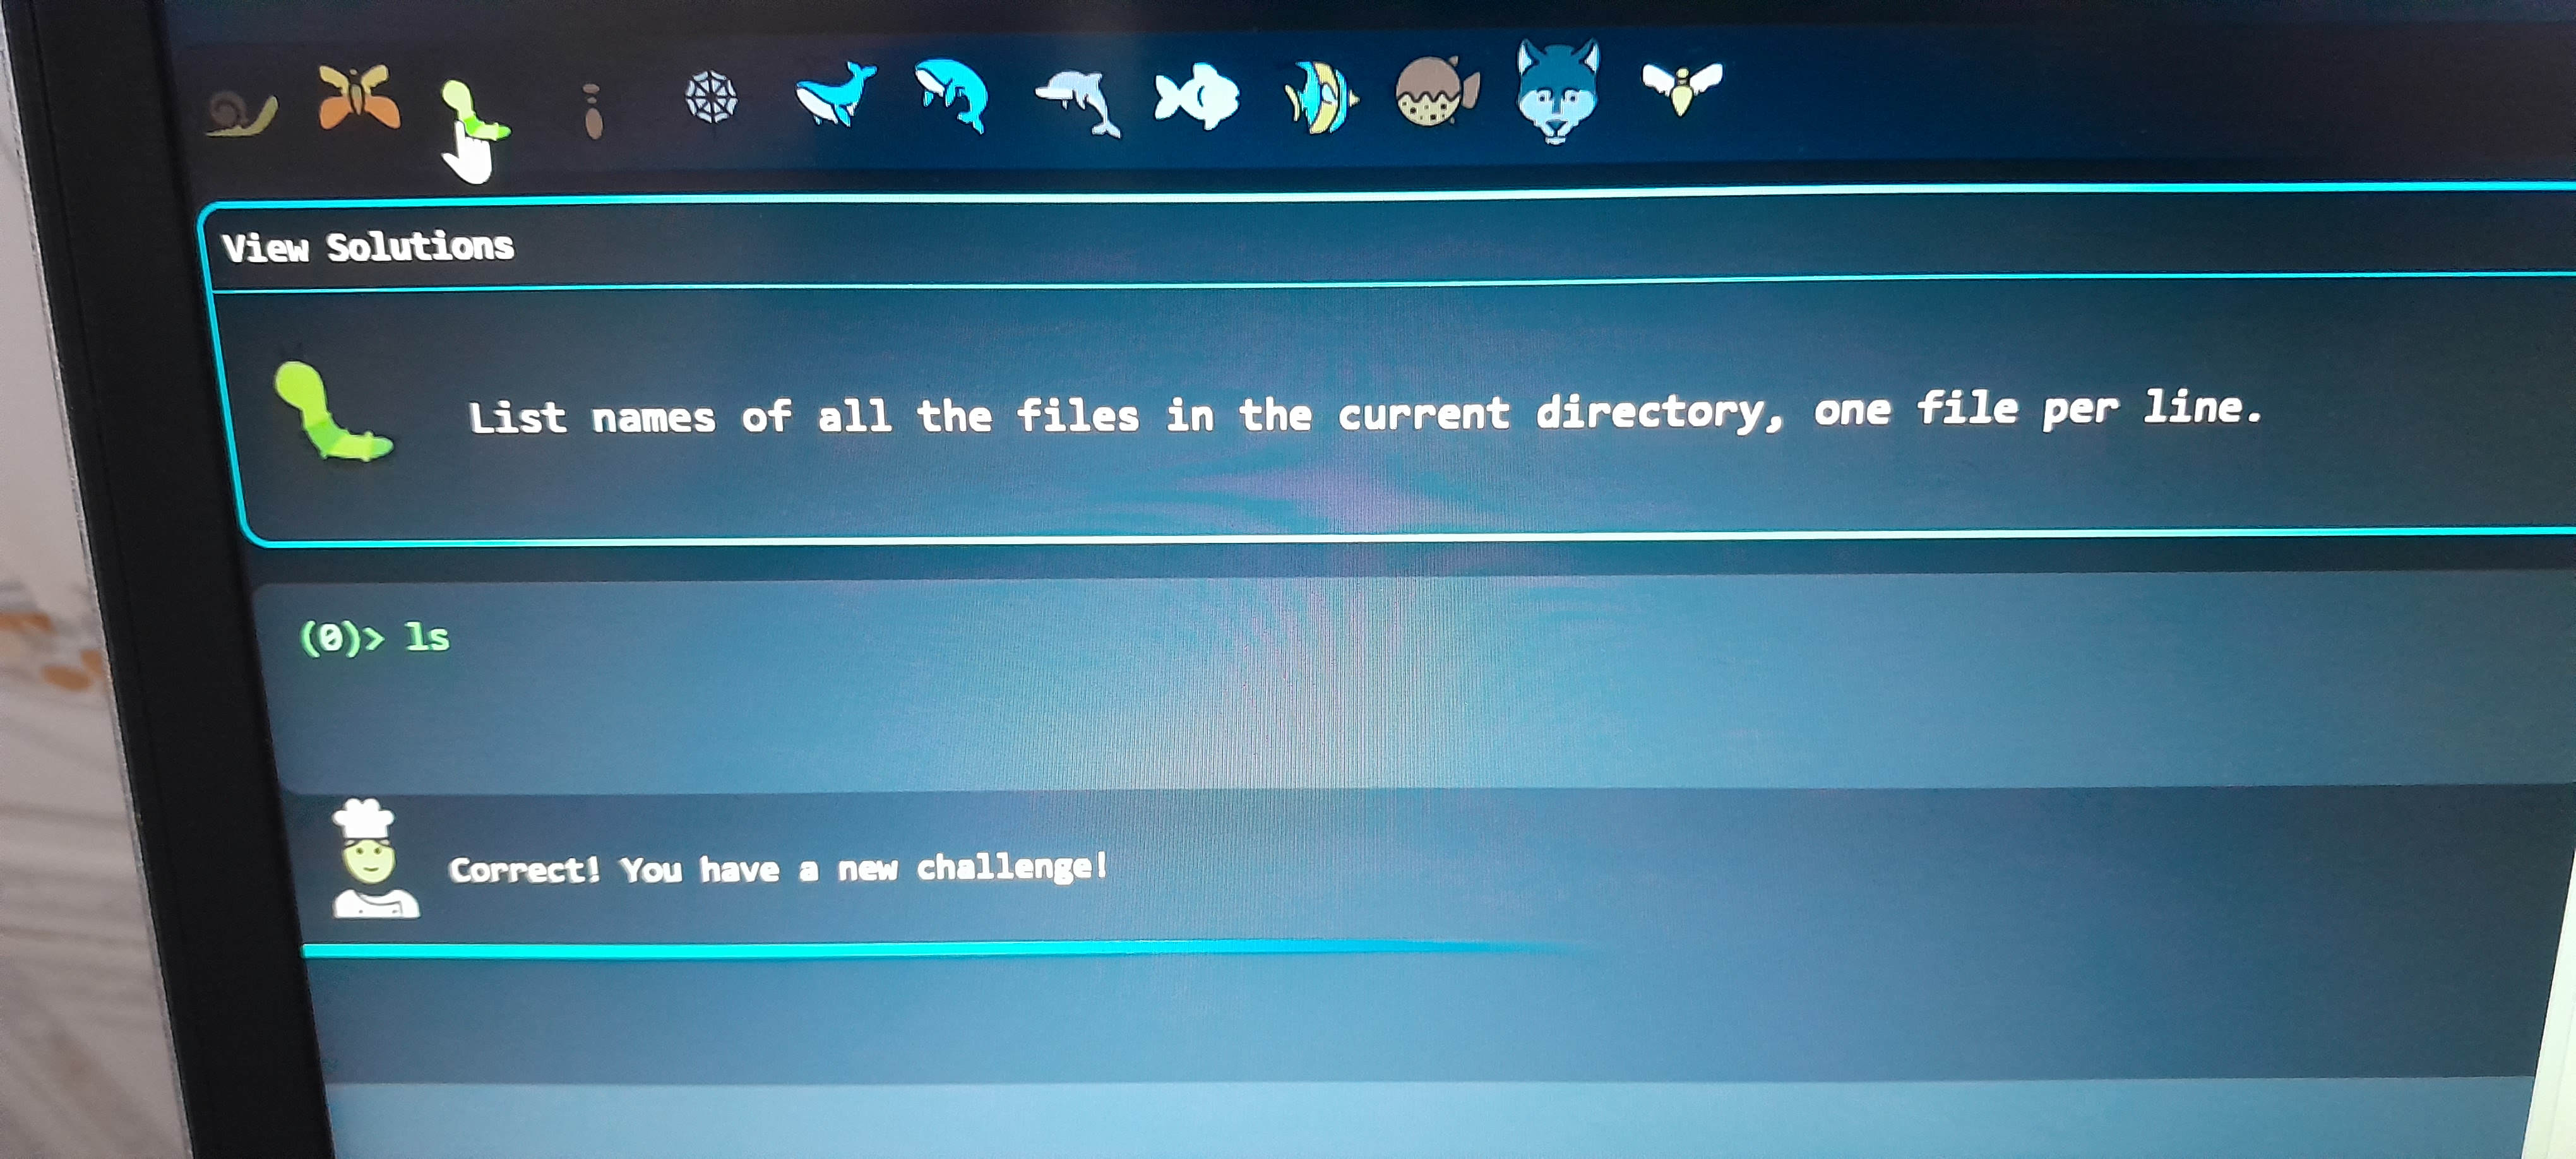 View Solutions
List names of all the files in the current directory, one file per line.
(0)> ls
Correct! You have a new challenge!